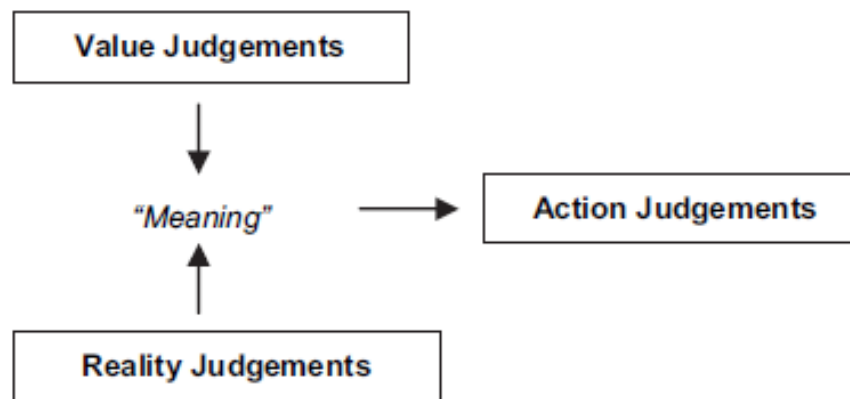 Value Judgements
“Meaning”
Action Judgements
Reality Judgements